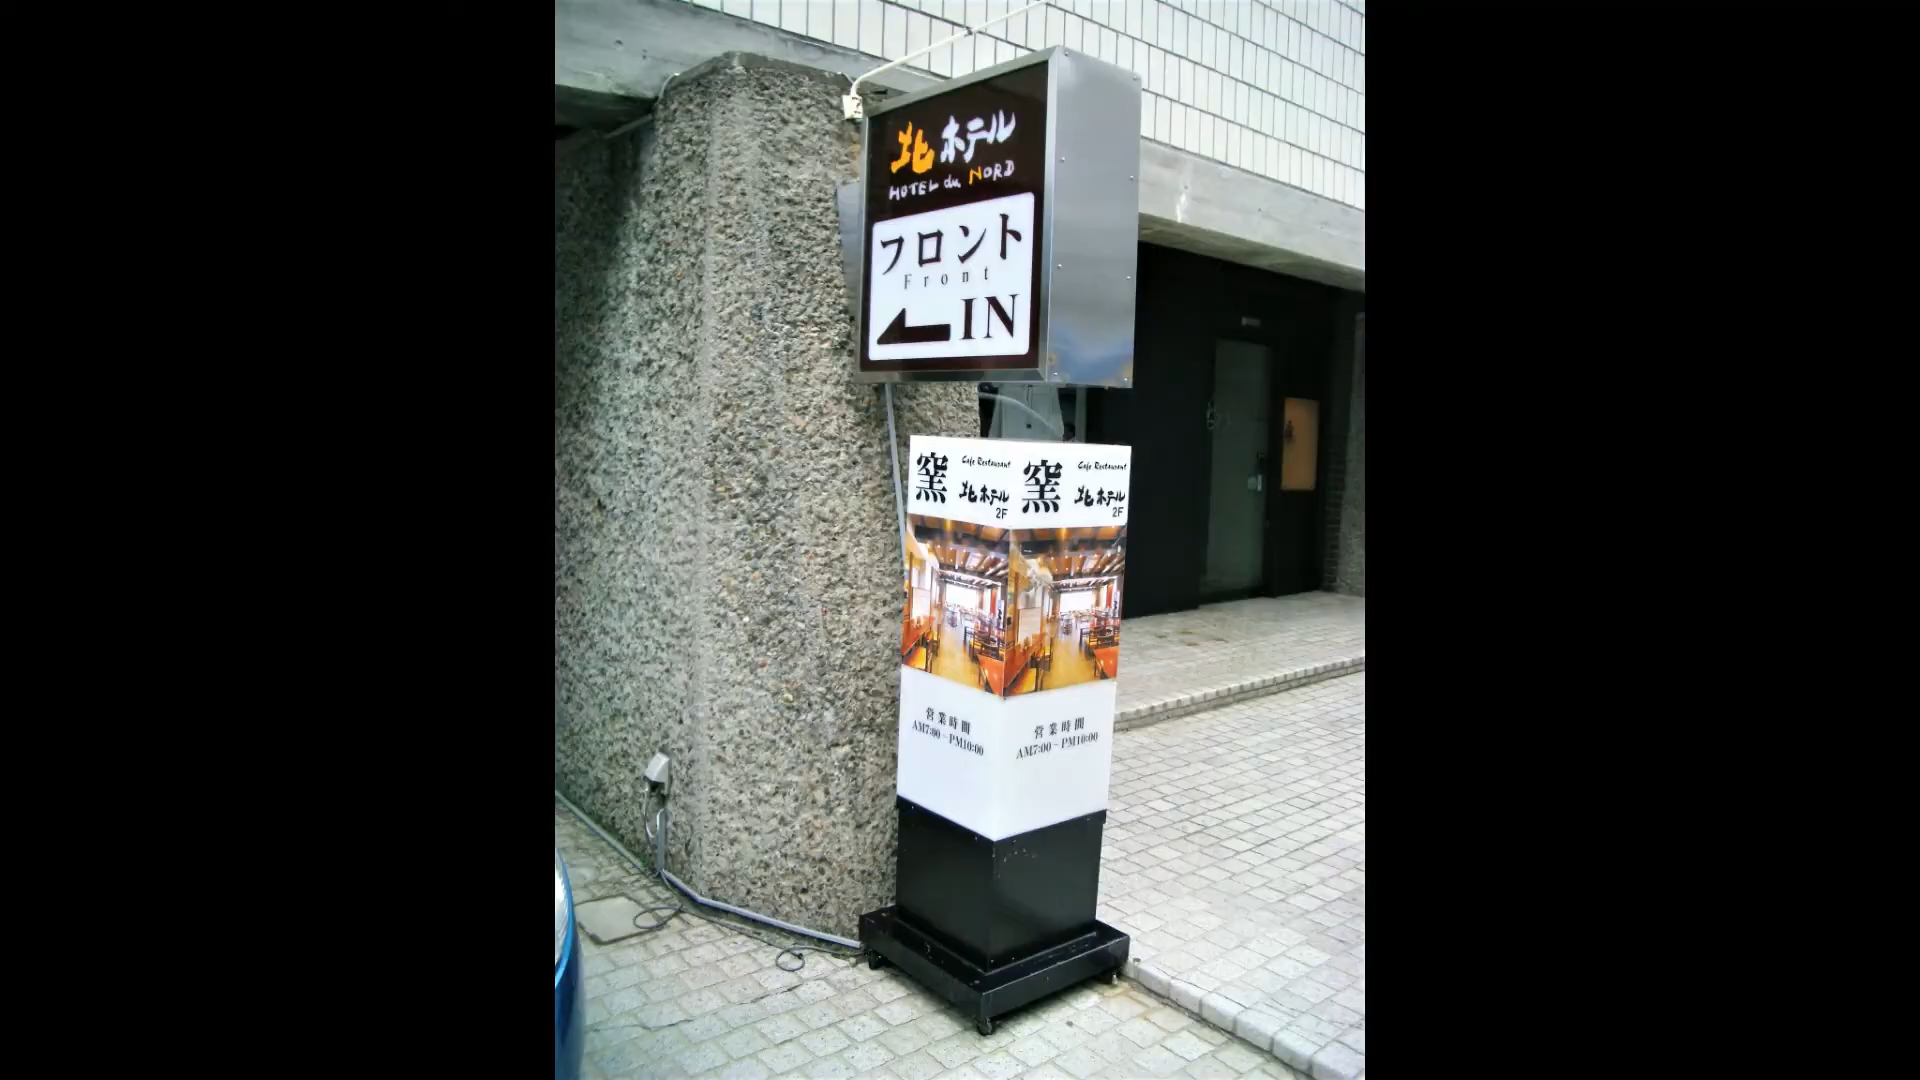 北ホテル
HOTEL du NORD
フロント
Front
IN
窯
Cafe Restaurant
北ホテル
2F
営業時間
AM7:00~PM10:00
窯
Cafe Restaurant
北ホテル
2F
営業時間
AM7:00~PM10:00